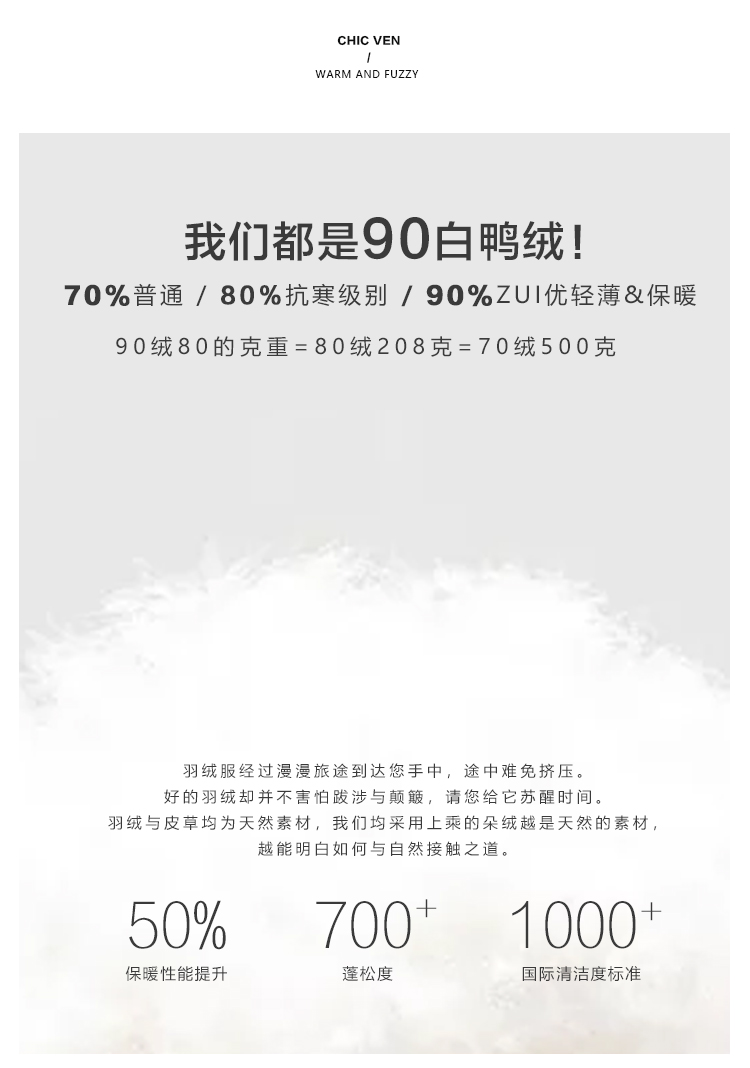 CHIC VEN
/
WARM AND FUZZY
我们都是90白鸭绒!
70%普通 / 80%抗寒级别 / 90%ZUI优轻薄&保暖
90绒80的克重=80绒208克=70绒500克
羽绒服经过漫漫旅途到达您手中，途中难免挤压。
好的羽绒却并不害怕跋涉与颠簸，请您给它苏醒时间。
羽绒与皮草均为天然素材，我们均采用上乘的朵绒越是天然的素材，
越能明白如何与自然接触之道。
50% 700+ 1000+
保暖性能提升 蓬松度 国际清洁度标准